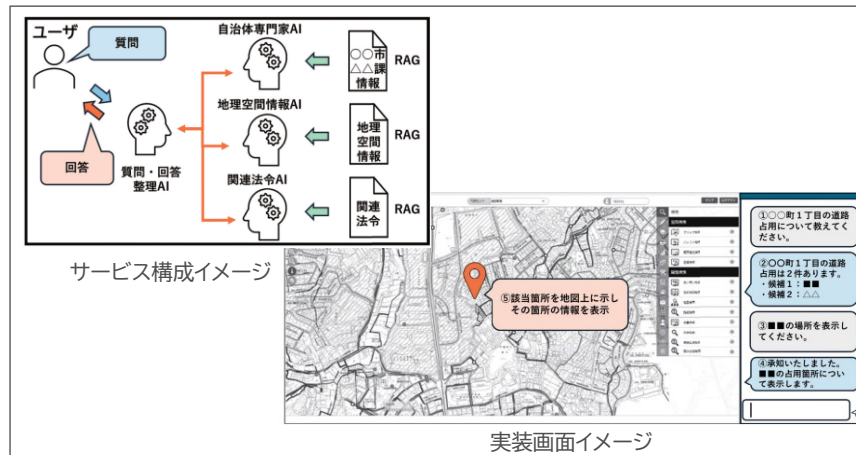 ユーザ
質問
回答
質問・回答
整理AI
自治体専門家AI
〇〇市
△△課
情報
RAG
地理空間情報AI
地理
空間
情報
RAG
関連法令AI
関連
法令
RAG
サービス構成イメージ
⑤該当箇所を地図上に示し
その箇所の情報を表示
①〇〇町1丁目の道路
占用について教えてく
ださい。
②〇〇町1丁目の道路
占用は2件あります。
・候補1：■■
・候補2：△△
③■■の場所を表示し
てください。
④承知いたしました。
■■の占用箇所につい
て表示します。
実装画面イメージ